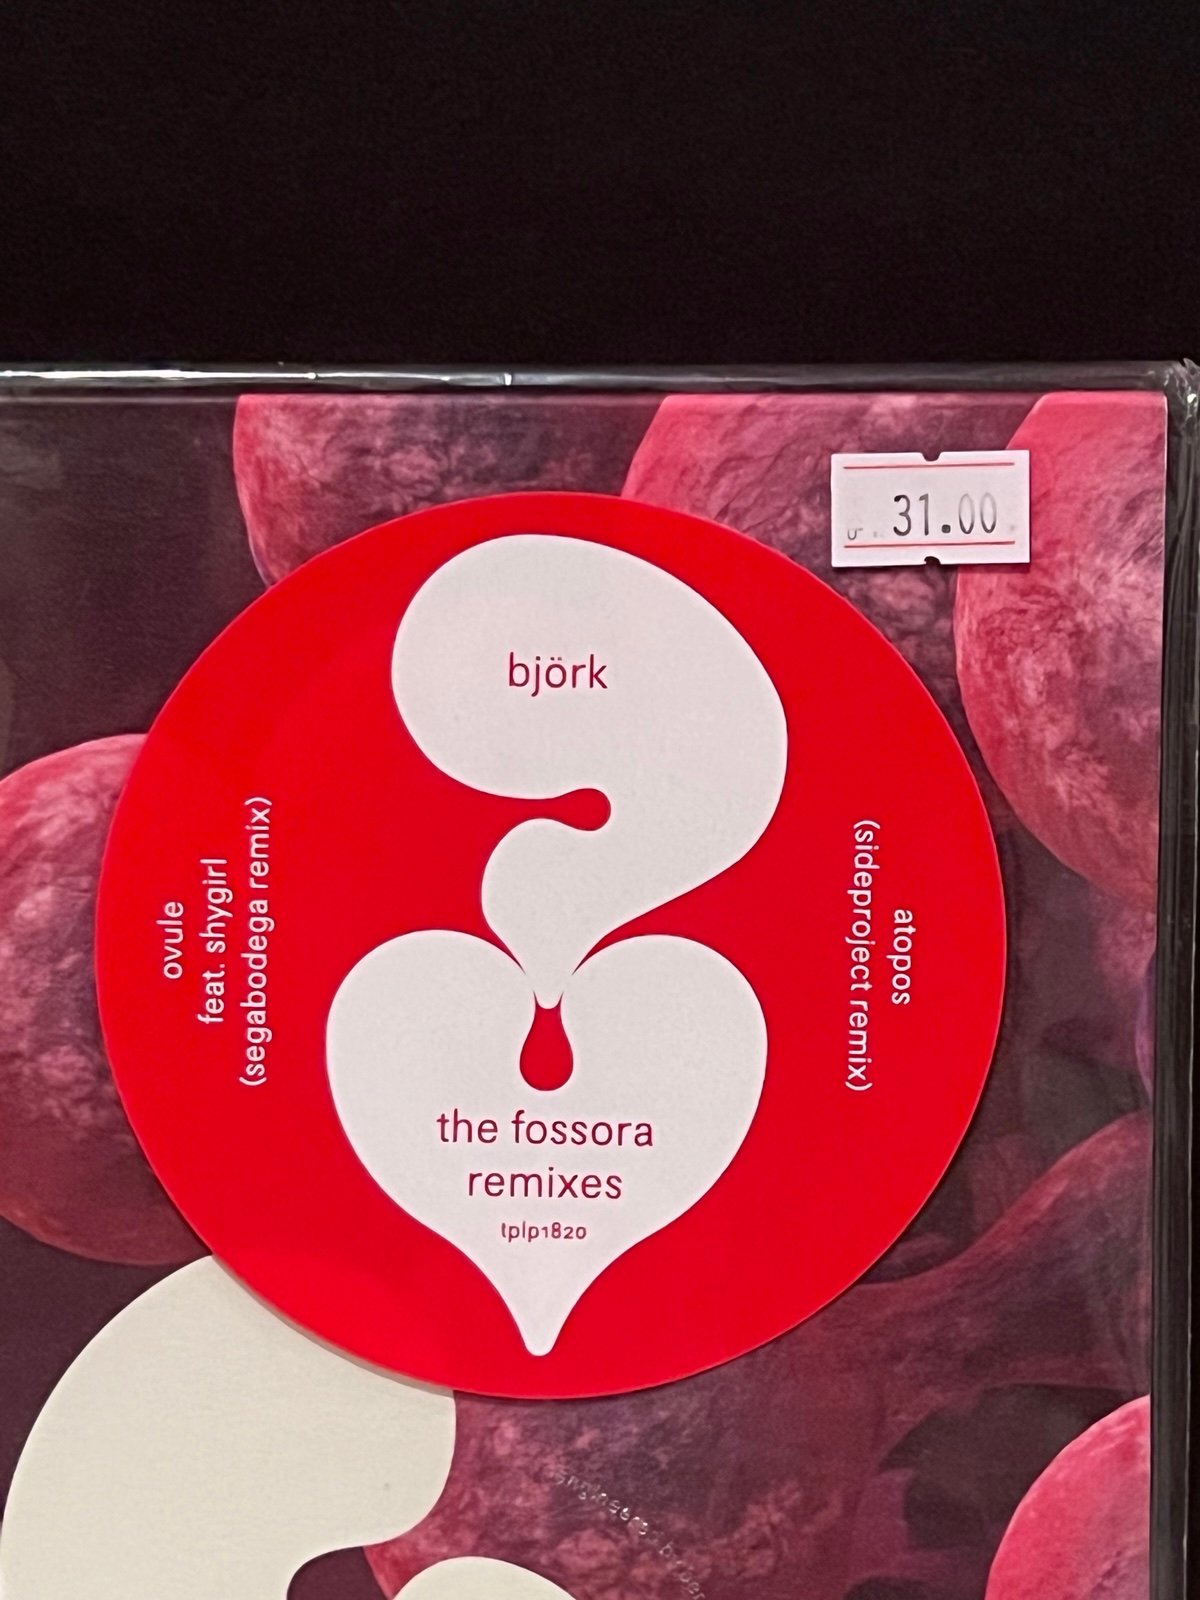 31.00
björk
ovule
feat. shygirl
(segabodega remix)
atopos
(sideproject remix)
the fossora
remixes
tplp1820